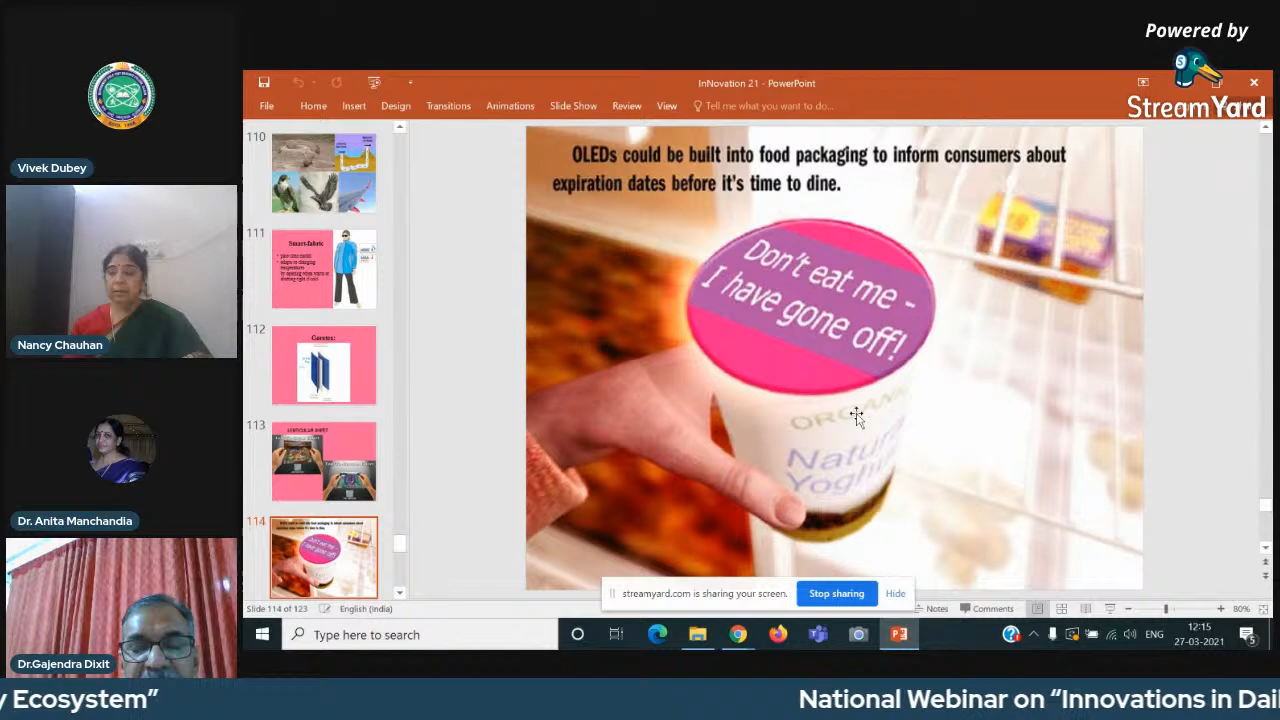 Powered by
StreamYard
Vivek Dubey
Nancy Chauhan
Dr. Anita Manchandia
Dr.Gajendra Dixit
InNovation 21 - PowerPoint
File Home Insert Design Transitions Animations Slide Show Review View Tell me what you want to do...
110
111
Smart-fabric
112
113
114
OLEDs could be built into food packaging to inform consumers about
expiration dates before it's time to dine.
Don't eat me -
I have gone off!
ORGANIC
Natural
Yoghurt
streamyard.com is sharing your screen. Stop sharing Hide
Slide 114 of 123 English (India) Notes Comments 80%
Type here to search
ENG
12:15
27-03-2021
5
y Ecosystem”
National Webinar on “Innovations in Dai